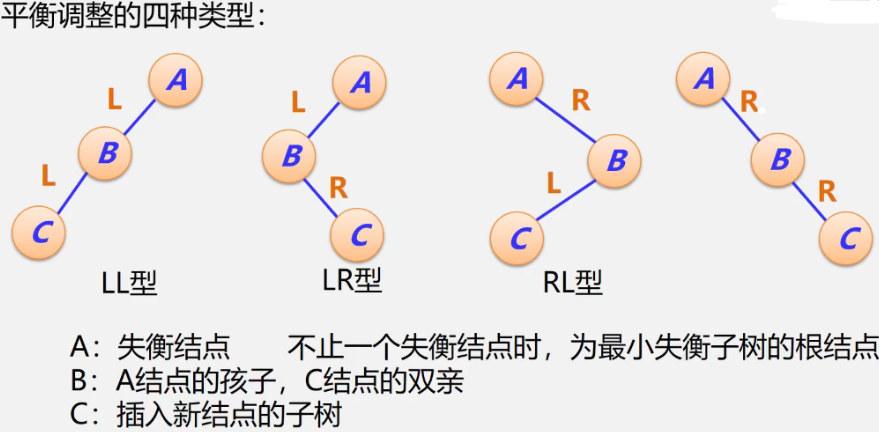 平衡调整的四种类型：
A A A A
L L R R
B B B B
L R L R
C C C C
LL型 LR型 RL型
A：失衡结点 不止一个失衡结点时，为最小失衡子树的根结点
B：A结点的孩子，C结点的双亲
C：插入新结点的子树